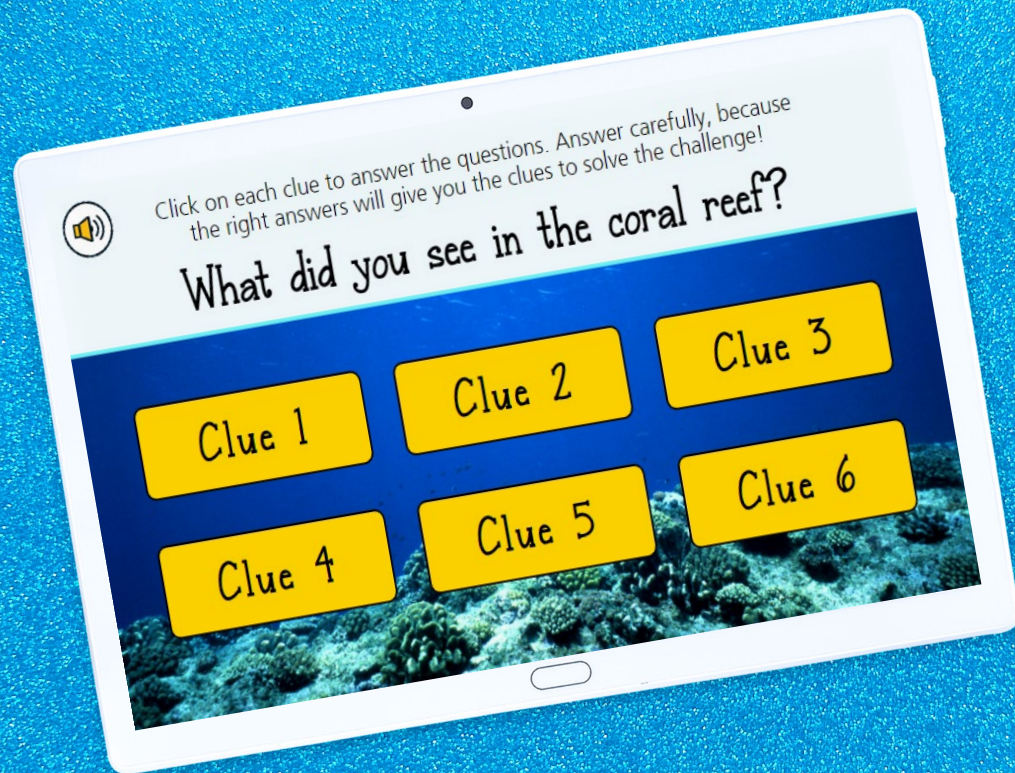 Click on each clue to answer the questions. Answer carefully, because
the right answers will give you the clues to solve the challenge!
What did you see in the coral reef?
Clue 1
Clue 2
Clue 3
Clue 4
Clue 5
Clue 6